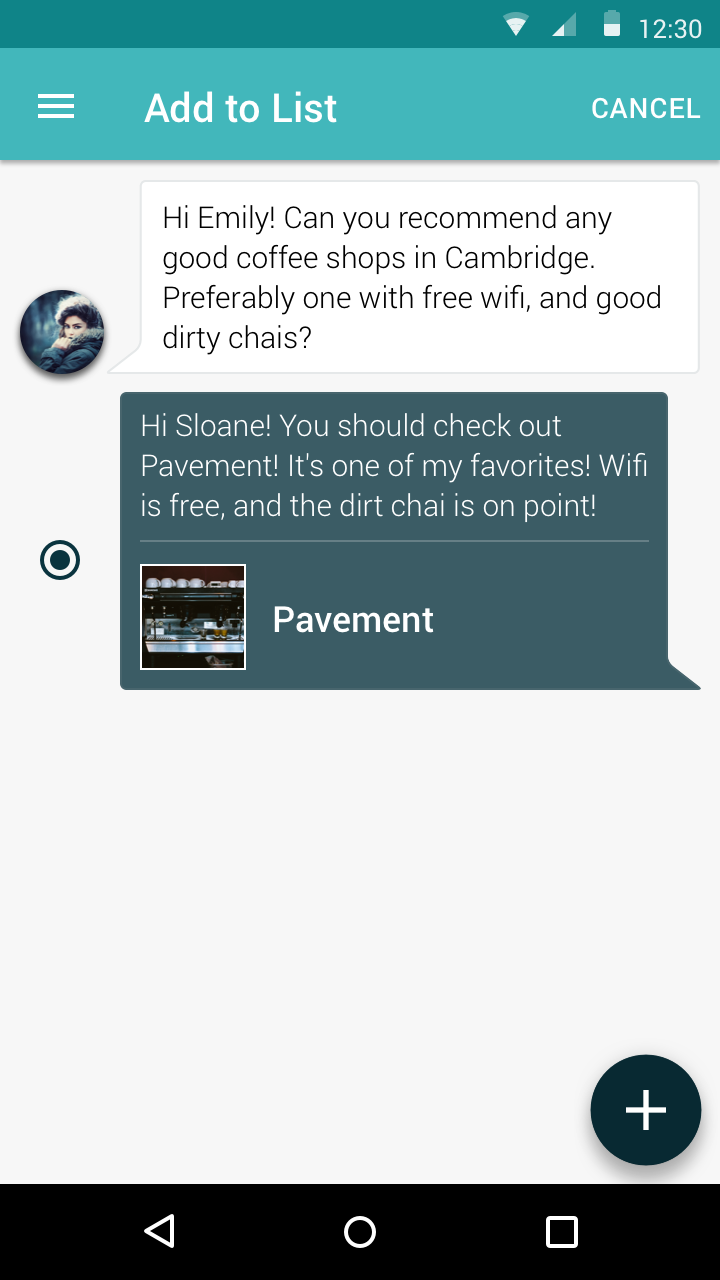 12:30
Add to List
CANCEL
Hi Emily! Can you recommend any
good coffee shops in Cambridge.
Preferably one with free wifi, and good
dirty chais?
Hi Sloane! You should check out
Pavement! It's one of my favorites! Wifi
is free, and the dirt chai is on point!
Pavement